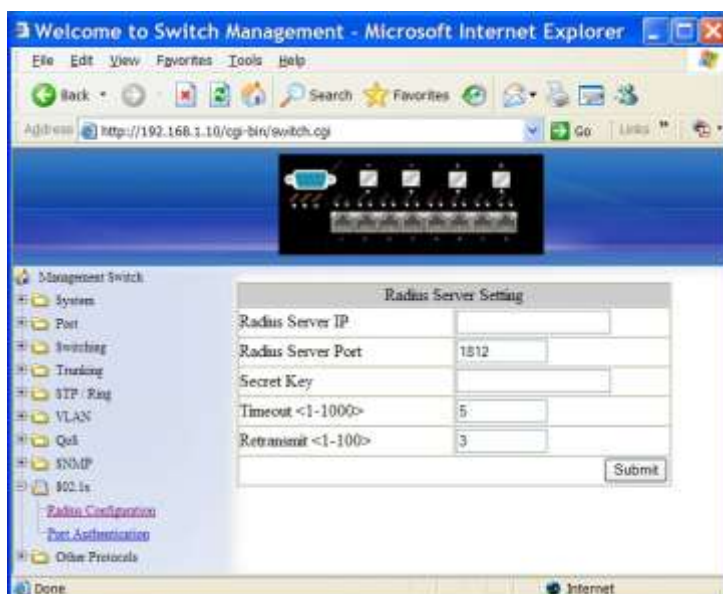 Welcome to Switch Management - Microsoft Internet Explorer
File Edit View Favorites Tools Help
Back Search Favorites
Address http://192.168.1.10/cgi-bin/switch.cgi Go Links »
Management Switch
System
Port
Switching
Trunking
STP / Ring
VLAN
QoS
SNMP
802.1x
Radius Configuration
Port Authentication
Other Protocols
Radius Server Setting
Radius Server IP
Radius Server Port 1812
Secret Key
Timeout <1-1000> 5
Retransmit <1-100> 3
Submit
Done Internet